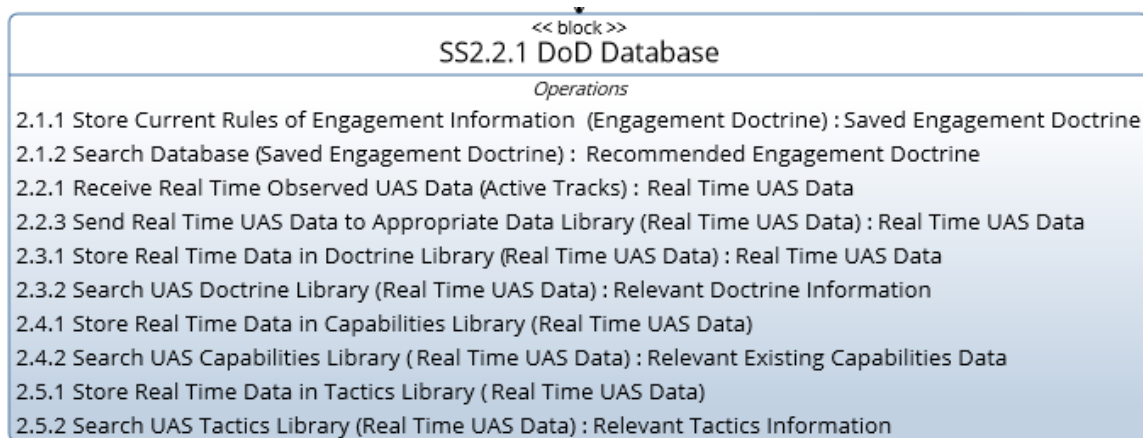 << block >>
SS2.2.1 DoD Database
Operations
2.1.1 Store Current Rules of Engagement Information (Engagement Doctrine) : Saved Engagement Doctrine
2.1.2 Search Database (Saved Engagement Doctrine) : Recommended Engagement Doctrine
2.2.1 Receive Real Time Observed UAS Data (Active Tracks) : Real Time UAS Data
2.2.3 Send Real Time UAS Data to Appropriate Data Library (Real Time UAS Data) : Real Time UAS Data
2.3.1 Store Real Time Data in Doctrine Library (Real Time UAS Data) : Real Time UAS Data
2.3.2 Search UAS Doctrine Library (Real Time UAS Data) : Relevant Doctrine Information
2.4.1 Store Real Time Data in Capabilities Library (Real Time UAS Data)
2.4.2 Search UAS Capabilities Library ( Real Time UAS Data) : Relevant Existing Capabilities Data
2.5.1 Store Real Time Data in Tactics Library ( Real Time UAS Data)
2.5.2 Search UAS Tactics Library (Real Time UAS Data) : Relevant Tactics Information